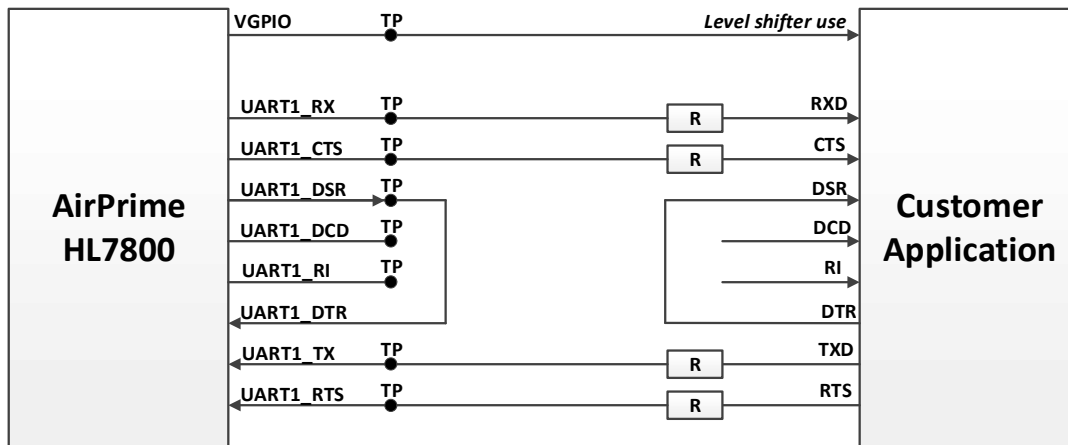 VGPIO TP Level shifter use
UART1_RX TP R RXD
UART1_CTS TP R CTS
UART1_DSR TP DSR
AirPrime
HL7800
Customer
Application
UART1_DCD TP DCD
UART1_RI TP RI
UART1_DTR DTR
UART1_TX TP R TXD
UART1_RTS TP R RTS